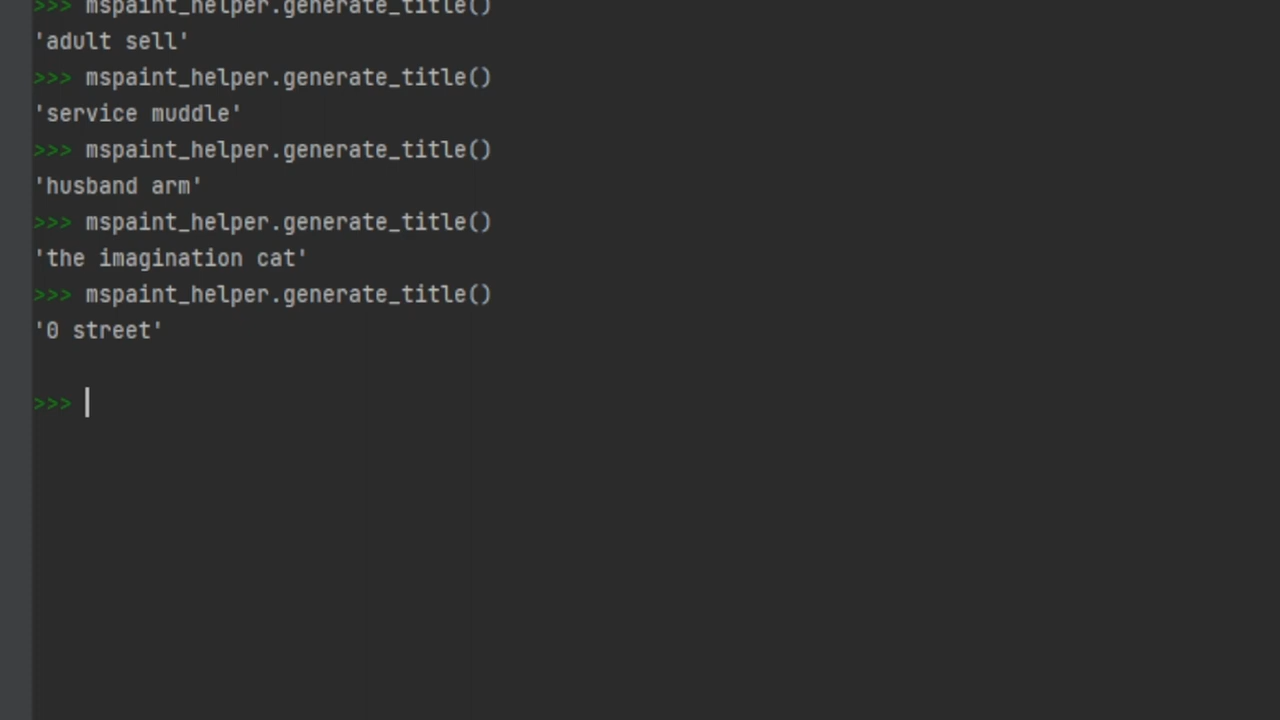 >>> mspaint_helper.generate_title()
'adult sell'
>>> mspaint_helper.generate_title()
'service muddle'
>>> mspaint_helper.generate_title()
'husband arm'
>>> mspaint_helper.generate_title()
'the imagination cat'
>>> mspaint_helper.generate_title()
'0 street'
>>>